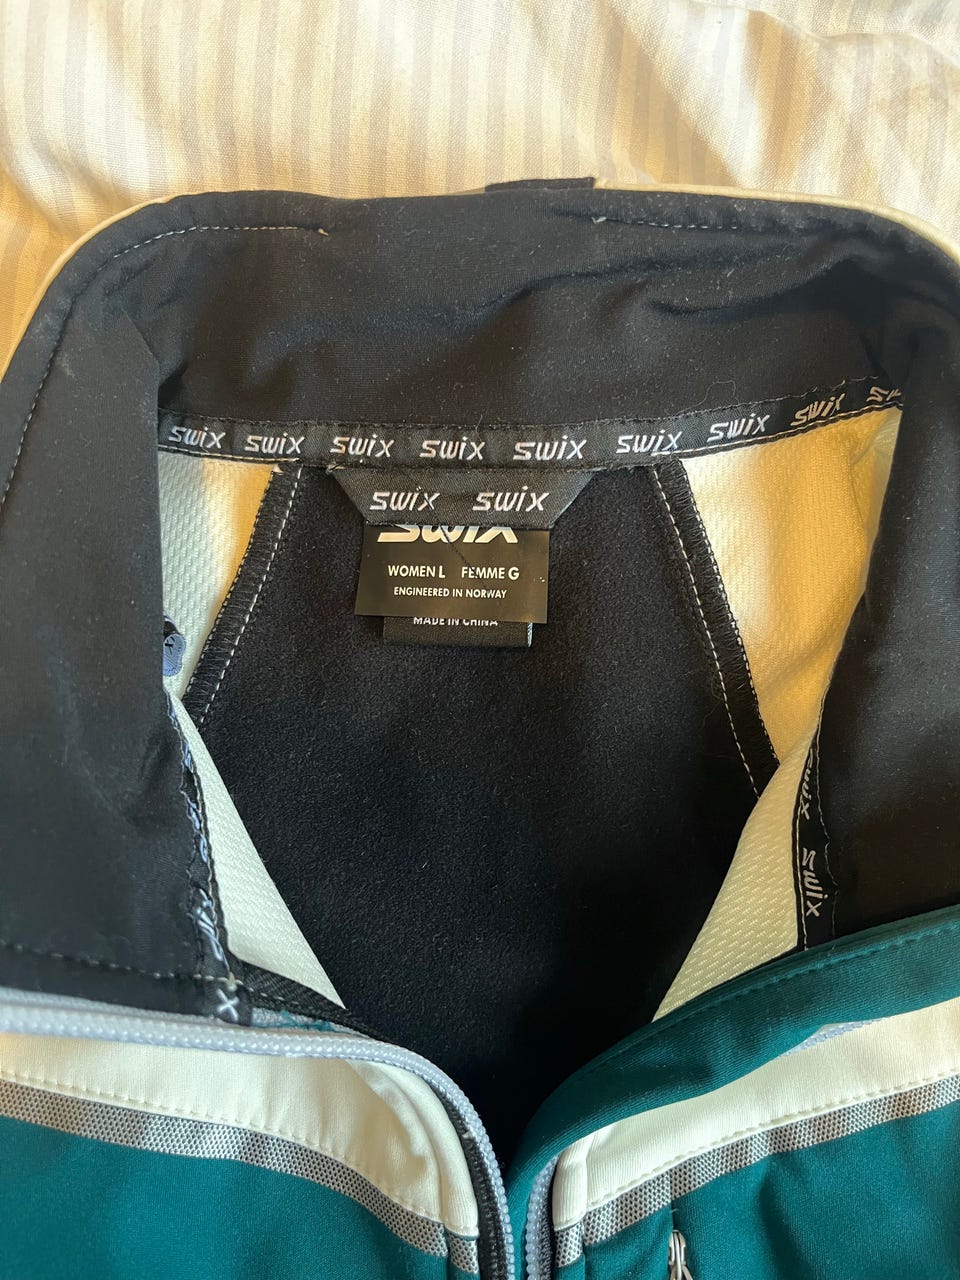 SWIX SWIX SWIX SWIX SWIX SWIX SWIX SWIX
SWIX SWIX
SWIX
WOMEN L FEMME G
ENGINEERED IN NORWAY
MADE IN CHINA
SWIX
SWIX
X